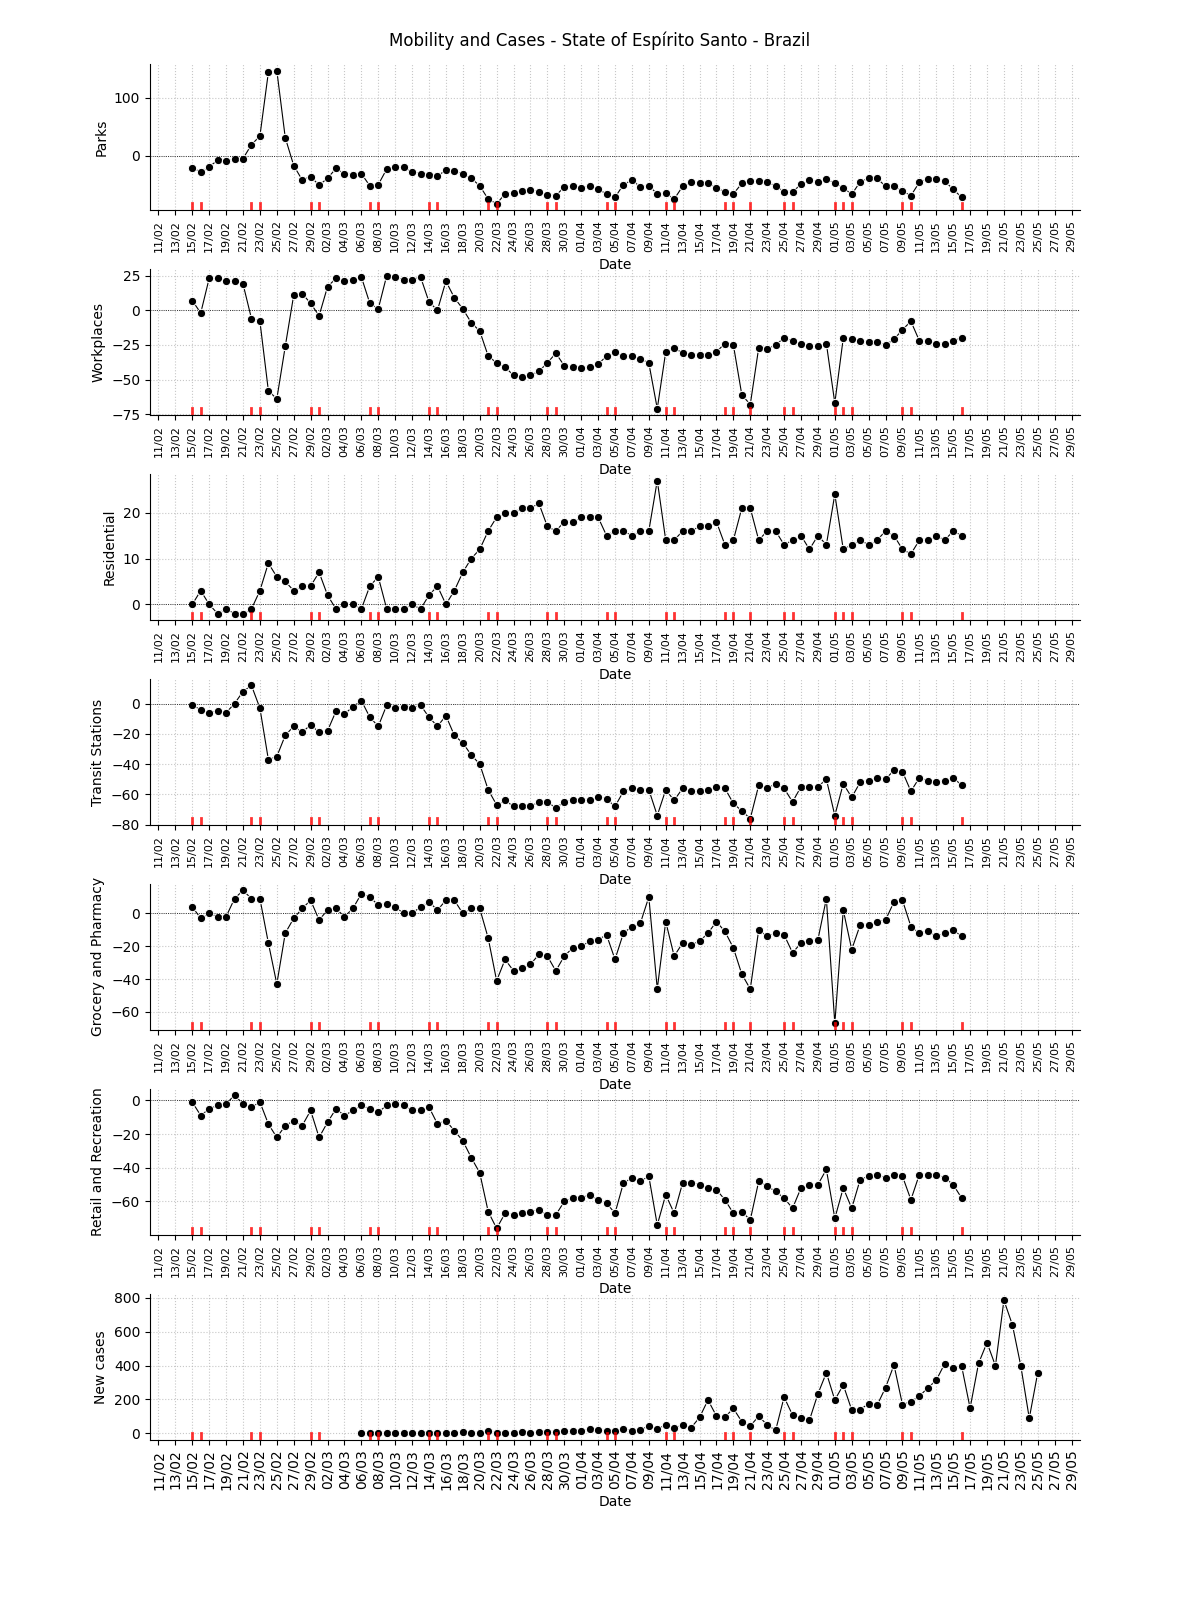 Mobility and Cases - State of Espírito Santo - Brazil
100
0
Parks
11/02 13/02 15/02 17/02 19/02 21/02 23/02 25/02 27/02 29/02 02/03 04/03 06/03 08/03 10/03 12/03 14/03 16/03 18/03 20/03 22/03 24/03 26/03 28/03 30/03 01/04 03/04 05/04 07/04 09/04 11/04 13/04 15/04 17/04 19/04 21/04 23/04 25/04 27/04 29/04 01/05 03/05 05/05 07/05 09/05 11/05 13/05 15/05 17/05 19/05 21/05 23/05 25/05 27/05 29/05
Date
25
0
−25
−50
−75
Workplaces
11/02 13/02 15/02 17/02 19/02 21/02 23/02 25/02 27/02 29/02 02/03 04/03 06/03 08/03 10/03 12/03 14/03 16/03 18/03 20/03 22/03 24/03 26/03 28/03 30/03 01/04 03/04 05/04 07/04 09/04 11/04 13/04 15/04 17/04 19/04 21/04 23/04 25/04 27/04 29/04 01/05 03/05 05/05 07/05 09/05 11/05 13/05 15/05 17/05 19/05 21/05 23/05 25/05 27/05 29/05
Date
20
10
0
Residential
11/02 13/02 15/02 17/02 19/02 21/02 23/02 25/02 27/02 29/02 02/03 04/03 06/03 08/03 10/03 12/03 14/03 16/03 18/03 20/03 22/03 24/03 26/03 28/03 30/03 01/04 03/04 05/04 07/04 09/04 11/04 13/04 15/04 17/04 19/04 21/04 23/04 25/04 27/04 29/04 01/05 03/05 05/05 07/05 09/05 11/05 13/05 15/05 17/05 19/05 21/05 23/05 25/05 27/05 29/05
Date
0
−20
−40
−60
−80
Transit Stations
11/02 13/02 15/02 17/02 19/02 21/02 23/02 25/02 27/02 29/02 02/03 04/03 06/03 08/03 10/03 12/03 14/03 16/03 18/03 20/03 22/03 24/03 26/03 28/03 30/03 01/04 03/04 05/04 07/04 09/04 11/04 13/04 15/04 17/04 19/04 21/04 23/04 25/04 27/04 29/04 01/05 03/05 05/05 07/05 09/05 11/05 13/05 15/05 17/05 19/05 21/05 23/05 25/05 27/05 29/05
Date
0
−20
−40
−60
Grocery and Pharmacy
11/02 13/02 15/02 17/02 19/02 21/02 23/02 25/02 27/02 29/02 02/03 04/03 06/03 08/03 10/03 12/03 14/03 16/03 18/03 20/03 22/03 24/03 26/03 28/03 30/03 01/04 03/04 05/04 07/04 09/04 11/04 13/04 15/04 17/04 19/04 21/04 23/04 25/04 27/04 29/04 01/05 03/05 05/05 07/05 09/05 11/05 13/05 15/05 17/05 19/05 21/05 23/05 25/05 27/05 29/05
Date
0
−20
−40
−60
Retail and Recreation
11/02 13/02 15/02 17/02 19/02 21/02 23/02 25/02 27/02 29/02 02/03 04/03 06/03 08/03 10/03 12/03 14/03 16/03 18/03 20/03 22/03 24/03 26/03 28/03 30/03 01/04 03/04 05/04 07/04 09/04 11/04 13/04 15/04 17/04 19/04 21/04 23/04 25/04 27/04 29/04 01/05 03/05 05/05 07/05 09/05 11/05 13/05 15/05 17/05 19/05 21/05 23/05 25/05 27/05 29/05
Date
800
600
400
200
0
New cases
11/02 13/02 15/02 17/02 19/02 21/02 23/02 25/02 27/02 29/02 02/03 04/03 06/03 08/03 10/03 12/03 14/03 16/03 18/03 20/03 22/03 24/03 26/03 28/03 30/03 01/04 03/04 05/04 07/04 09/04 11/04 13/04 15/04 17/04 19/04 21/04 23/04 25/04 27/04 29/04 01/05 03/05 05/05 07/05 09/05 11/05 13/05 15/05 17/05 19/05 21/05 23/05 25/05 27/05 29/05
Date